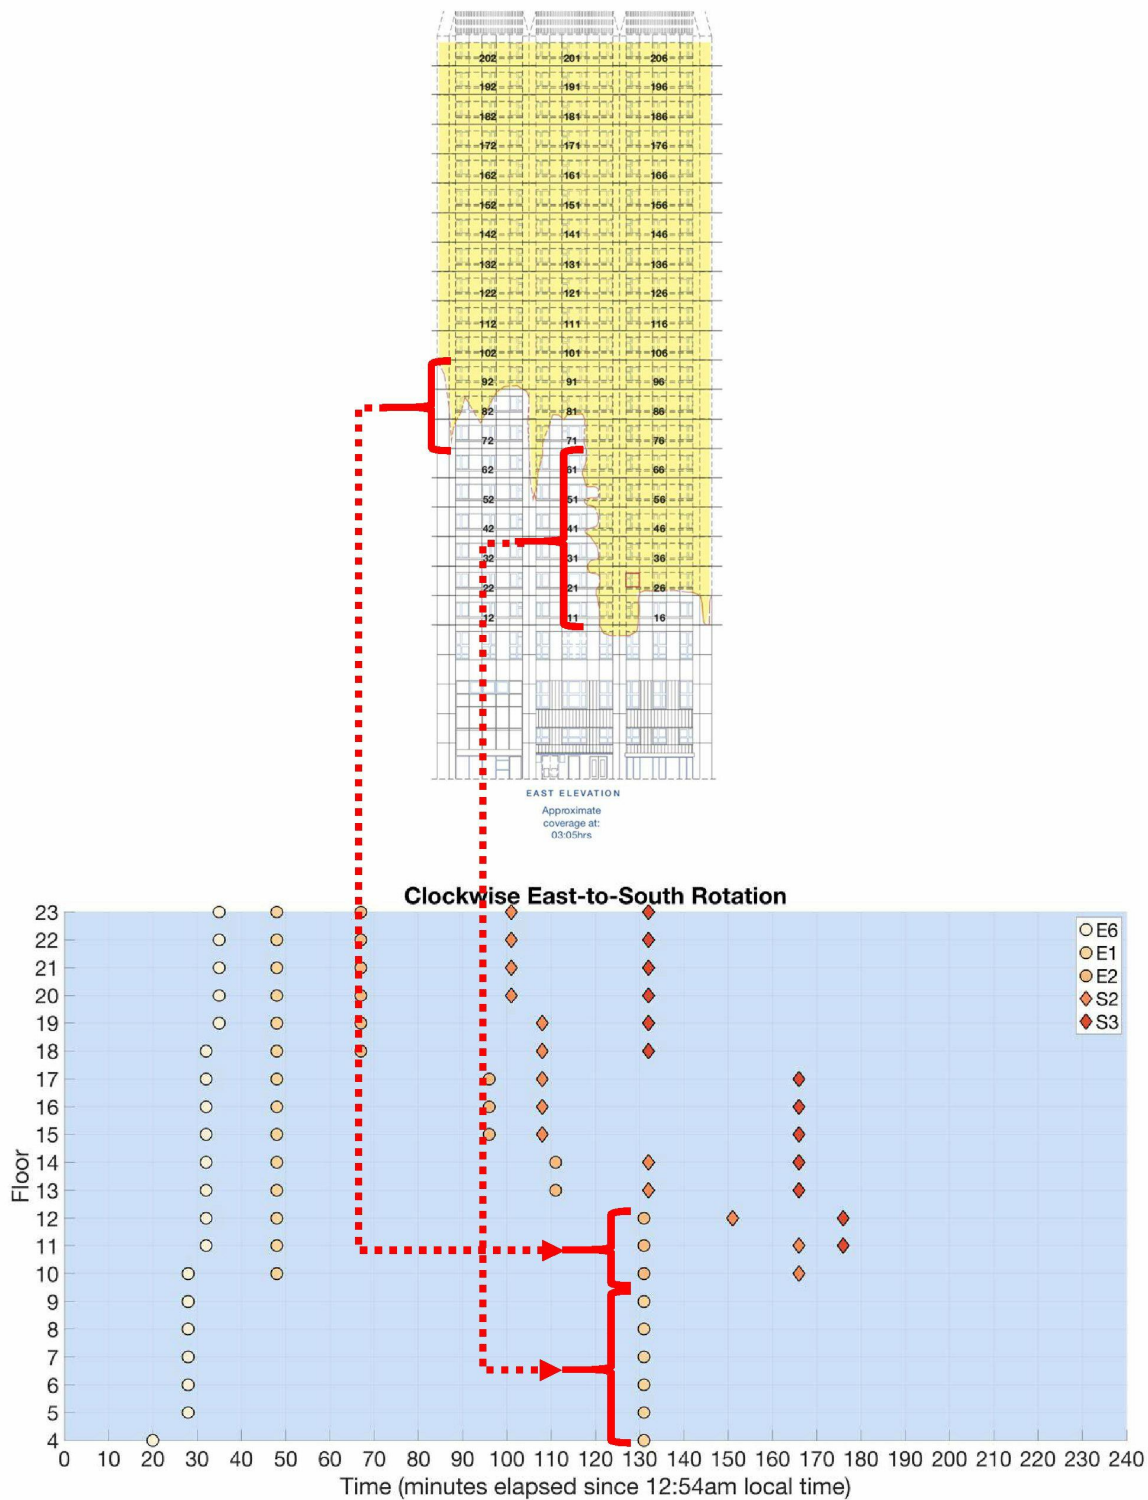 202 201 206
192 191 196
182 181 186
172 171 176
162 161 166
152 151 156
142 141 146
132 131 136
122 121 126
112 111 116
102 101 106
92 91 96
82 81 86
72 71 76
62 61 66
52 51 56
42 41 46
32 31 36
22 21 26
12 11 16
EAST ELEVATION
Approximate
coverage at:
03:05hrs
Clockwise East-to-South Rotation
23
22
21
20
19
18
17
16
15
14
13
12
11
10
9
8
7
6
5
4
Floor
E6
E1
E2
S2
S3
0 10 20 30 40 50 60 70 80 90 100 110 120 130 140 150 160 170 180 190 200 210 220 230 240
Time (minutes elapsed since 12:54am local time)